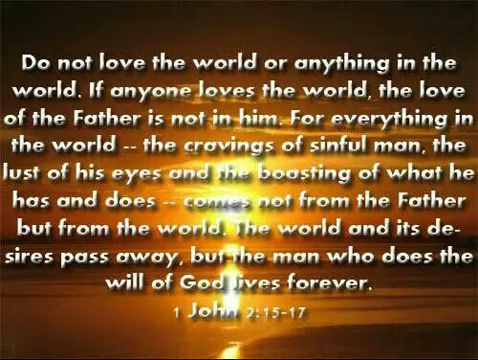 Do not love the world or anything in the
world. If anyone loves the world, the love
of the Father is not in him. For everything in
the world -- the cravings of sinful man, the
lust of his eyes and the boasting of what he
has and does -- comes not from the Father
but from the world. The world and its de-
sires pass away, but the man who does the
will of God lives forever.
1 John 2:15-17